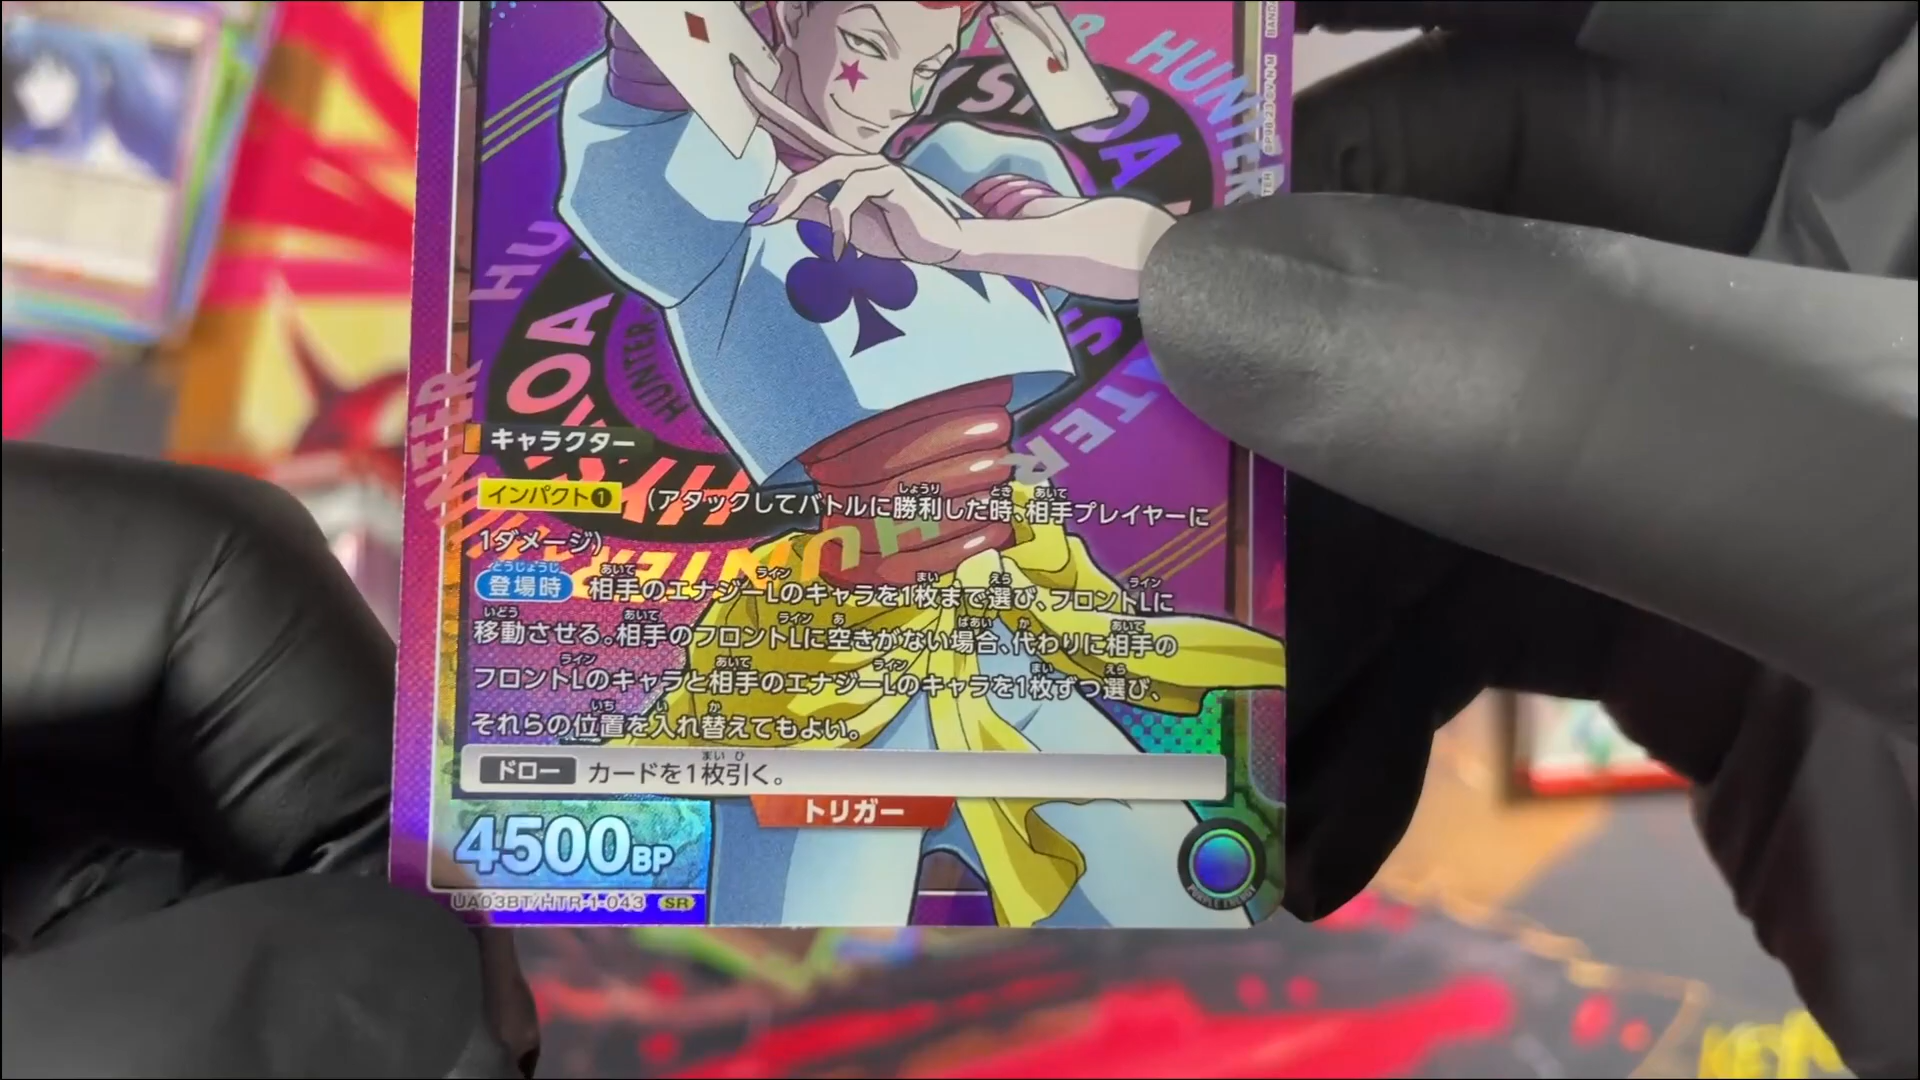 HUNTER
キャラクター
インパクト❶ (アタックしてバトルに勝利した時、相手プレイヤーに
1ダメージ)
登場時 相手のエナジーLのキャラを1枚まで選び、フロントLに
移動させる。相手のフロントLに空きがない場合、代わりに相手の
フロントLのキャラと相手のエナジーLのキャラを1枚ずつ選び、
それらの位置を入れ替えてもよい。
ドロー カードを1枚引く。
トリガー
4500BP
UA03BT/HTR-1-043 SR
PURPLE ENERGY